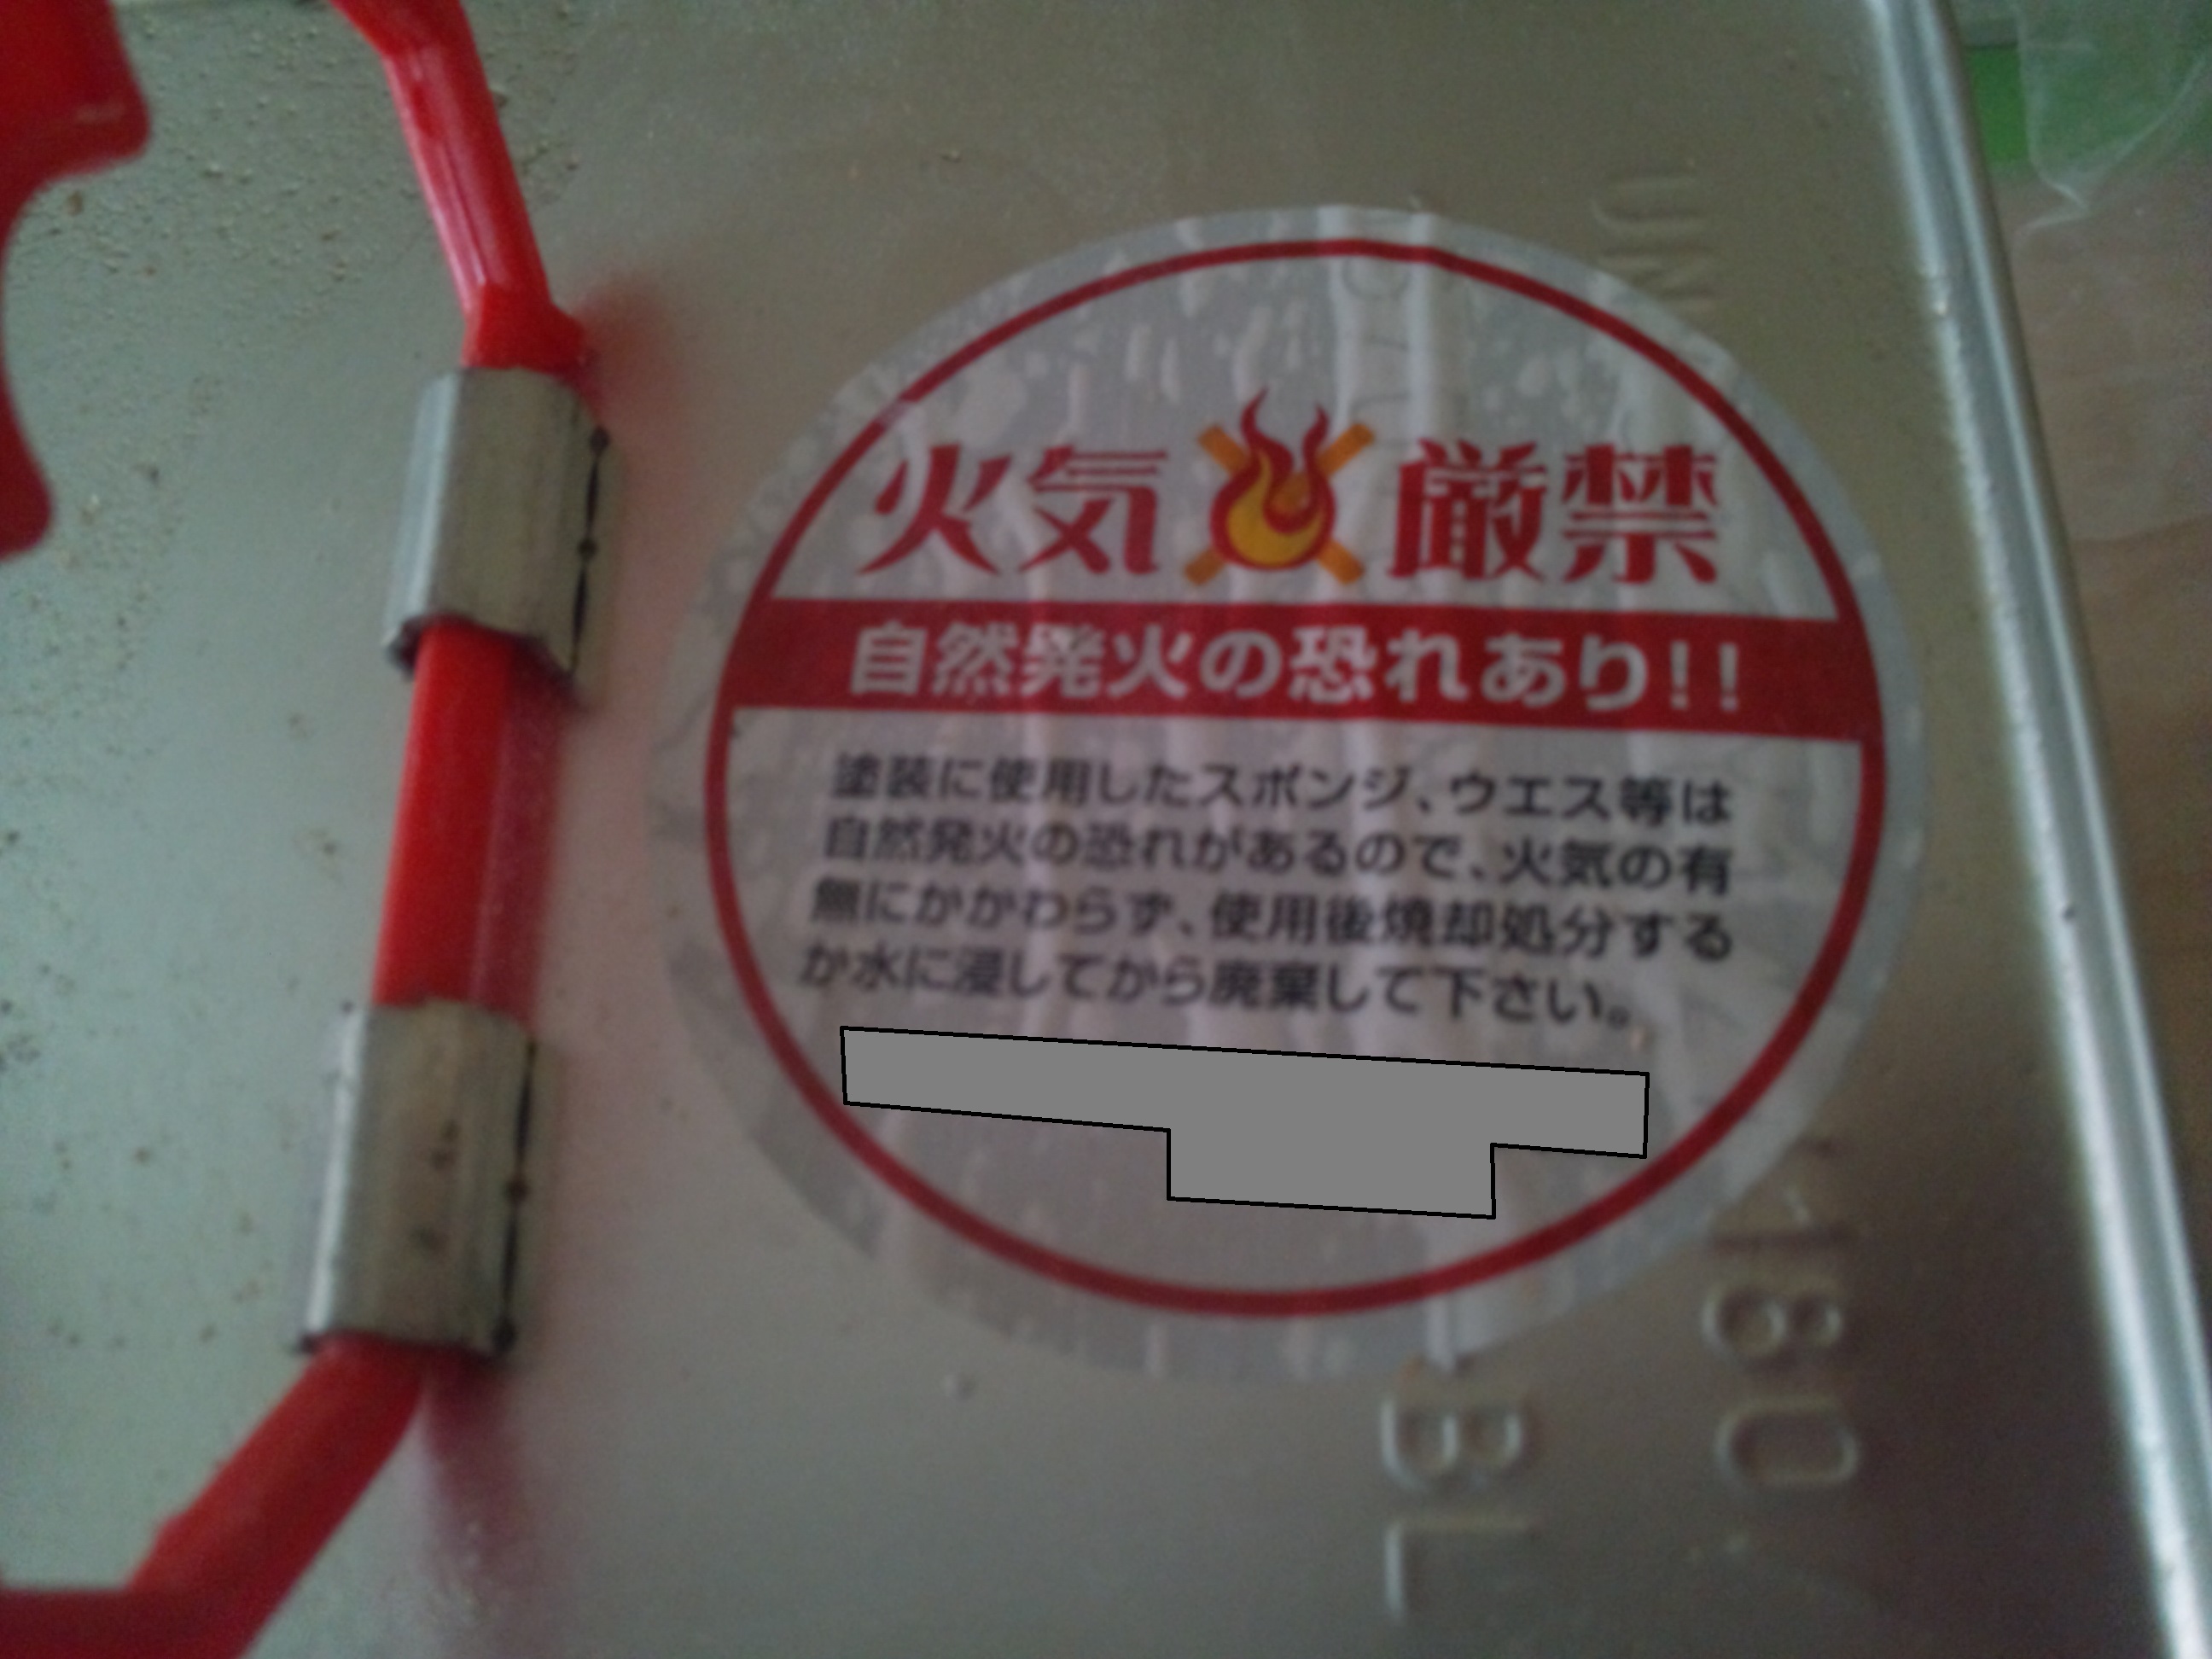 火気厳禁
自然発火の恐れあり!!
塗装に使用したスポンジ、ウエス等は
自然発火の恐れがあるので、火気の有
無にかかわらず、使用後焼却処分する
か水に浸してから廃棄して下さい。
180
BL